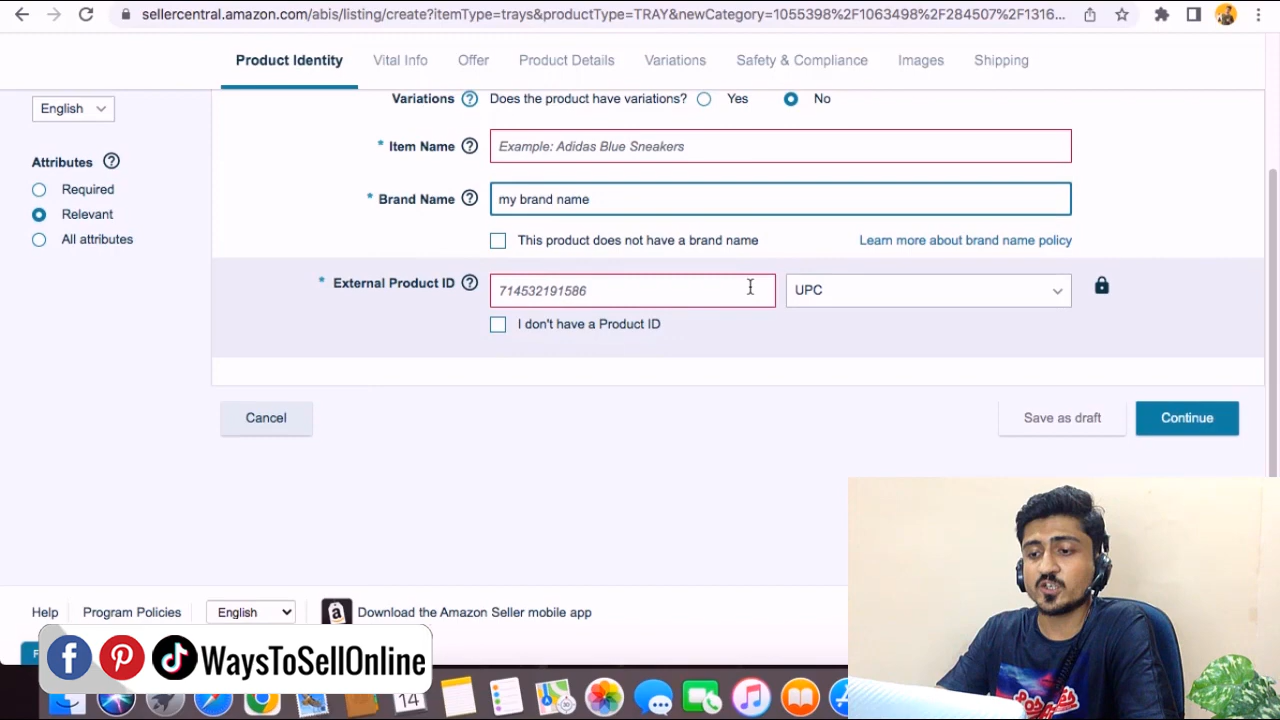 sellercentral.amazon.com/abis/listing/create?itemType=trays&productType=TRAY&newCategory=1055398%2F1063498%2F284507%2F1316...
Product Identity Vital Info Offer Product Details Variations Safety & Compliance Images Shipping
English
Variations ? Does the product have variations? Yes No
Attributes ?
* Item Name ? Example: Adidas Blue Sneakers
Required
* Brand Name ? my brand name
Relevant
This product does not have a brand name Learn more about brand name policy
All attributes
* External Product ID ? 714532191586 UPC
I don't have a Product ID
Cancel Save as draft Continue
Help Program Policies English a Download the Amazon Seller mobile app
F
WaysToSellOnline
14